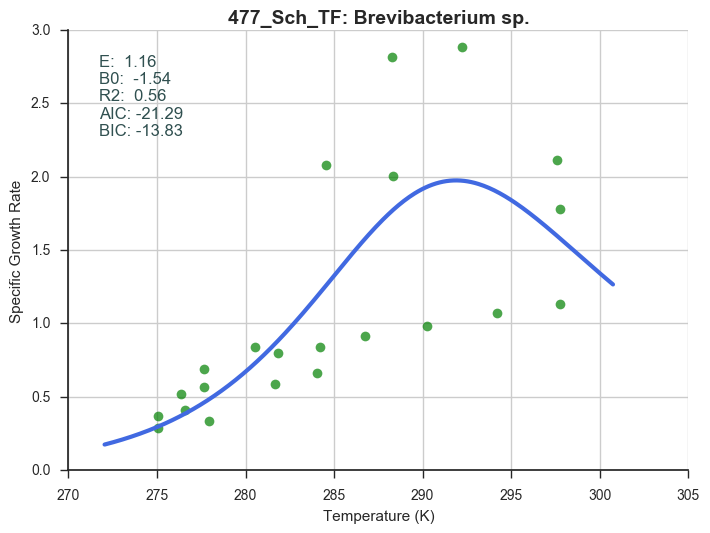 477_Sch_TF: Brevibacterium sp.
E:  1.16
B0:  -1.54
R2:  0.56
AIC: -21.29
BIC: -13.83
3.0
2.5
2.0
1.5
1.0
0.5
0.0
Specific Growth Rate
270 275 280 285 290 295 300 305
Temperature (K)